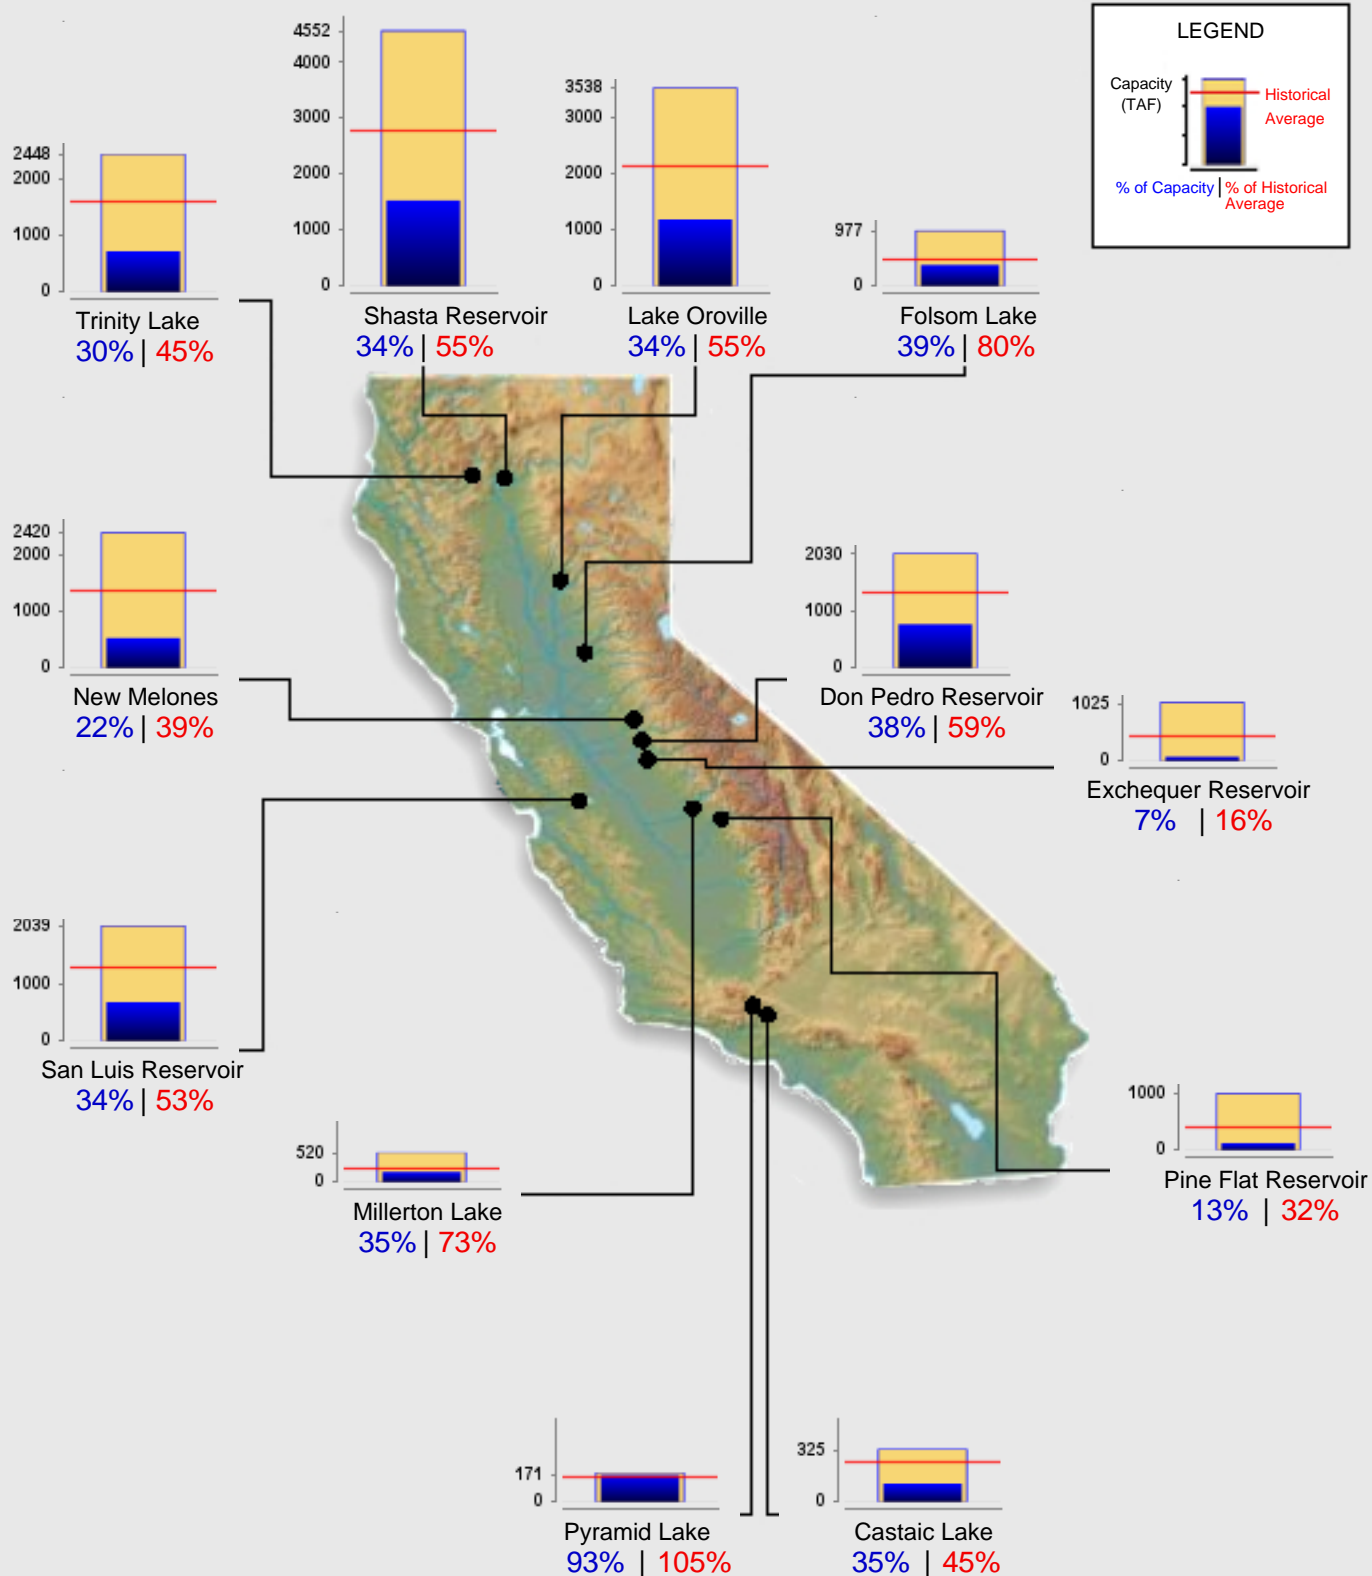 LEGEND
Capacity
(TAF)
Historical
Average
% of Capacity | % of Historical
Average
4552
4000
3000
2000
1000
0
Shasta Reservoir
34% | 55%
3538
3000
2000
1000
0
Lake Oroville
34% | 55%
2448
2000
1000
0
Trinity Lake
30% | 45%
977
0
Folsom Lake
39% | 80%
2420
2000
1000
0
New Melones
22% | 39%
2030
1000
0
Don Pedro Reservoir
38% | 59%
1025
0
Exchequer Reservoir
7% | 16%
2039
1000
0
San Luis Reservoir
34% | 53%
520
0
Millerton Lake
35% | 73%
1000
0
Pine Flat Reservoir
13% | 32%
171
0
Pyramid Lake
93% | 105%
325
0
Castaic Lake
35% | 45%